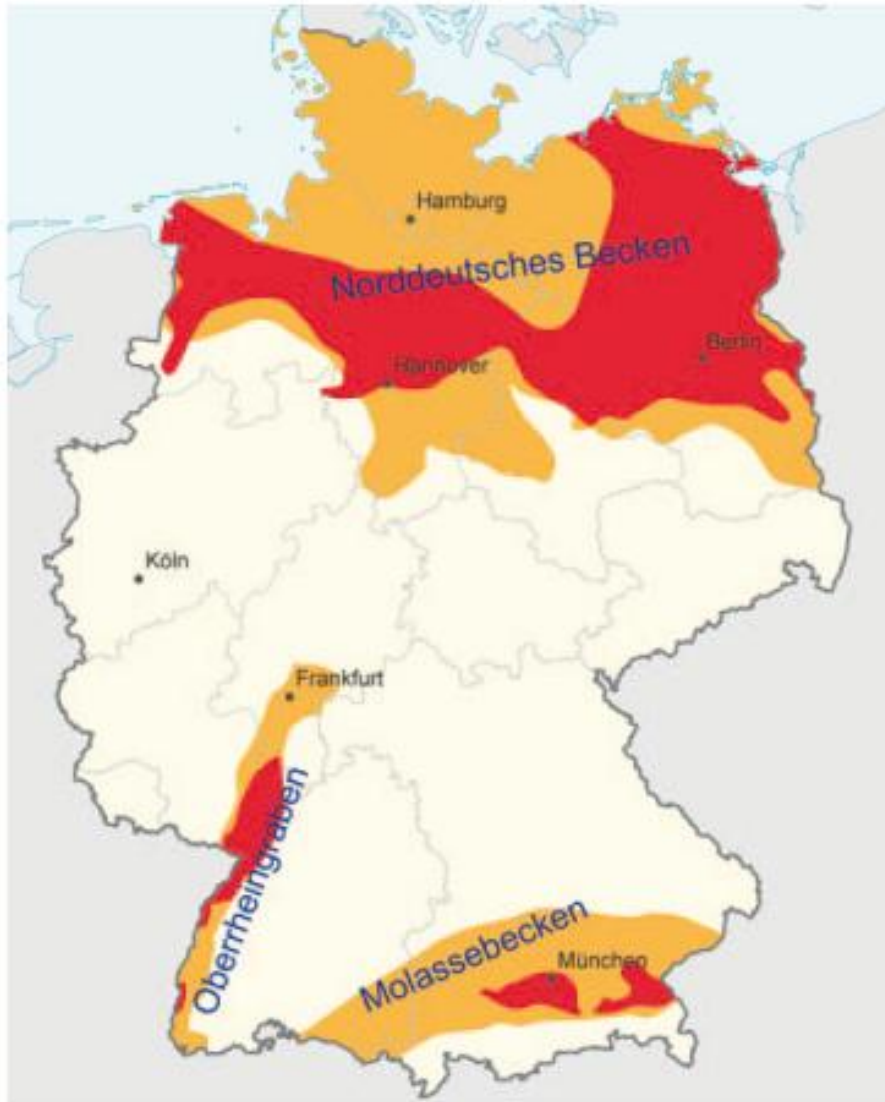 Hamburg
Norddeutsches Becken
Berlin
Hannover
Köln
Frankfurt
Oberrheingraben
Molassebecken
München